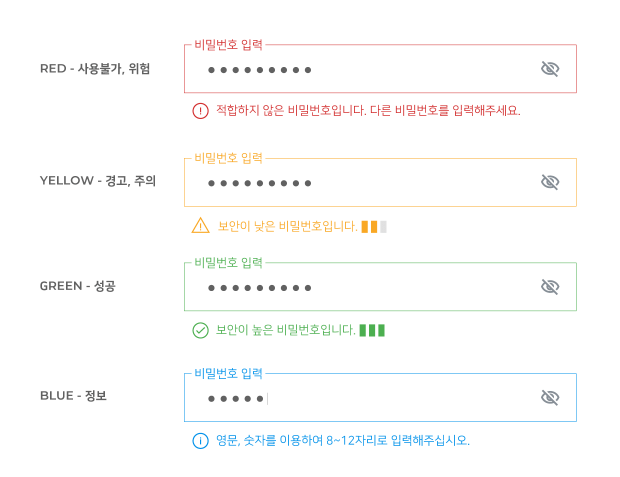 비밀번호 입력
RED - 사용불가, 위험
적합하지 않은 비밀번호입니다. 다른 비밀번호를 입력해주세요.
비밀번호 입력
YELLOW - 경고, 주의
보안이 낮은 비밀번호입니다.
비밀번호 입력
GREEN - 성공
보안이 높은 비밀번호입니다.
비밀번호 입력
BLUE - 정보
영문, 숫자를 이용하여 8~12자리로 입력해주십시오.